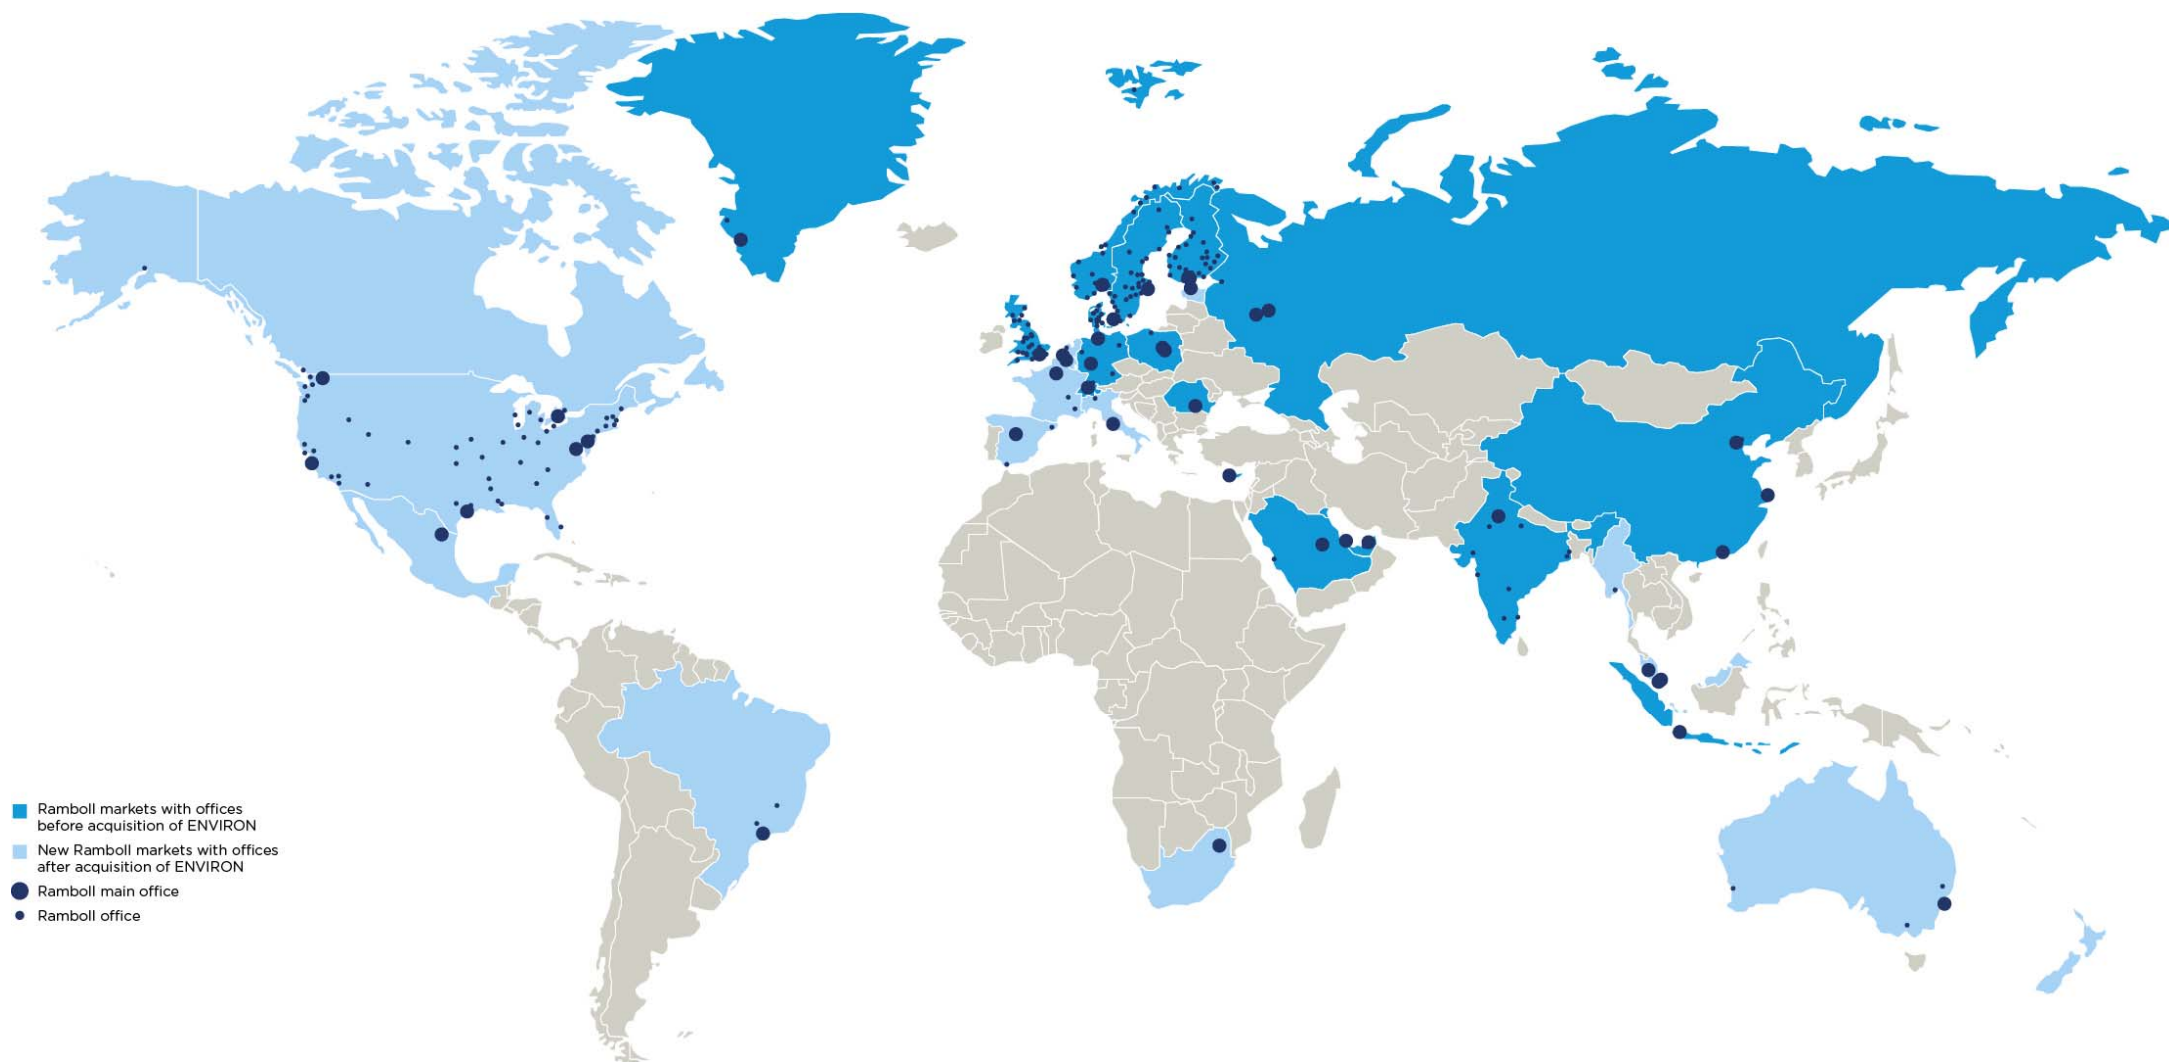 Ramboll markets with offices
before acquisition of ENVIRON
New Ramboll markets with offices
after acquisition of ENVIRON
Ramboll main office
Ramboll office